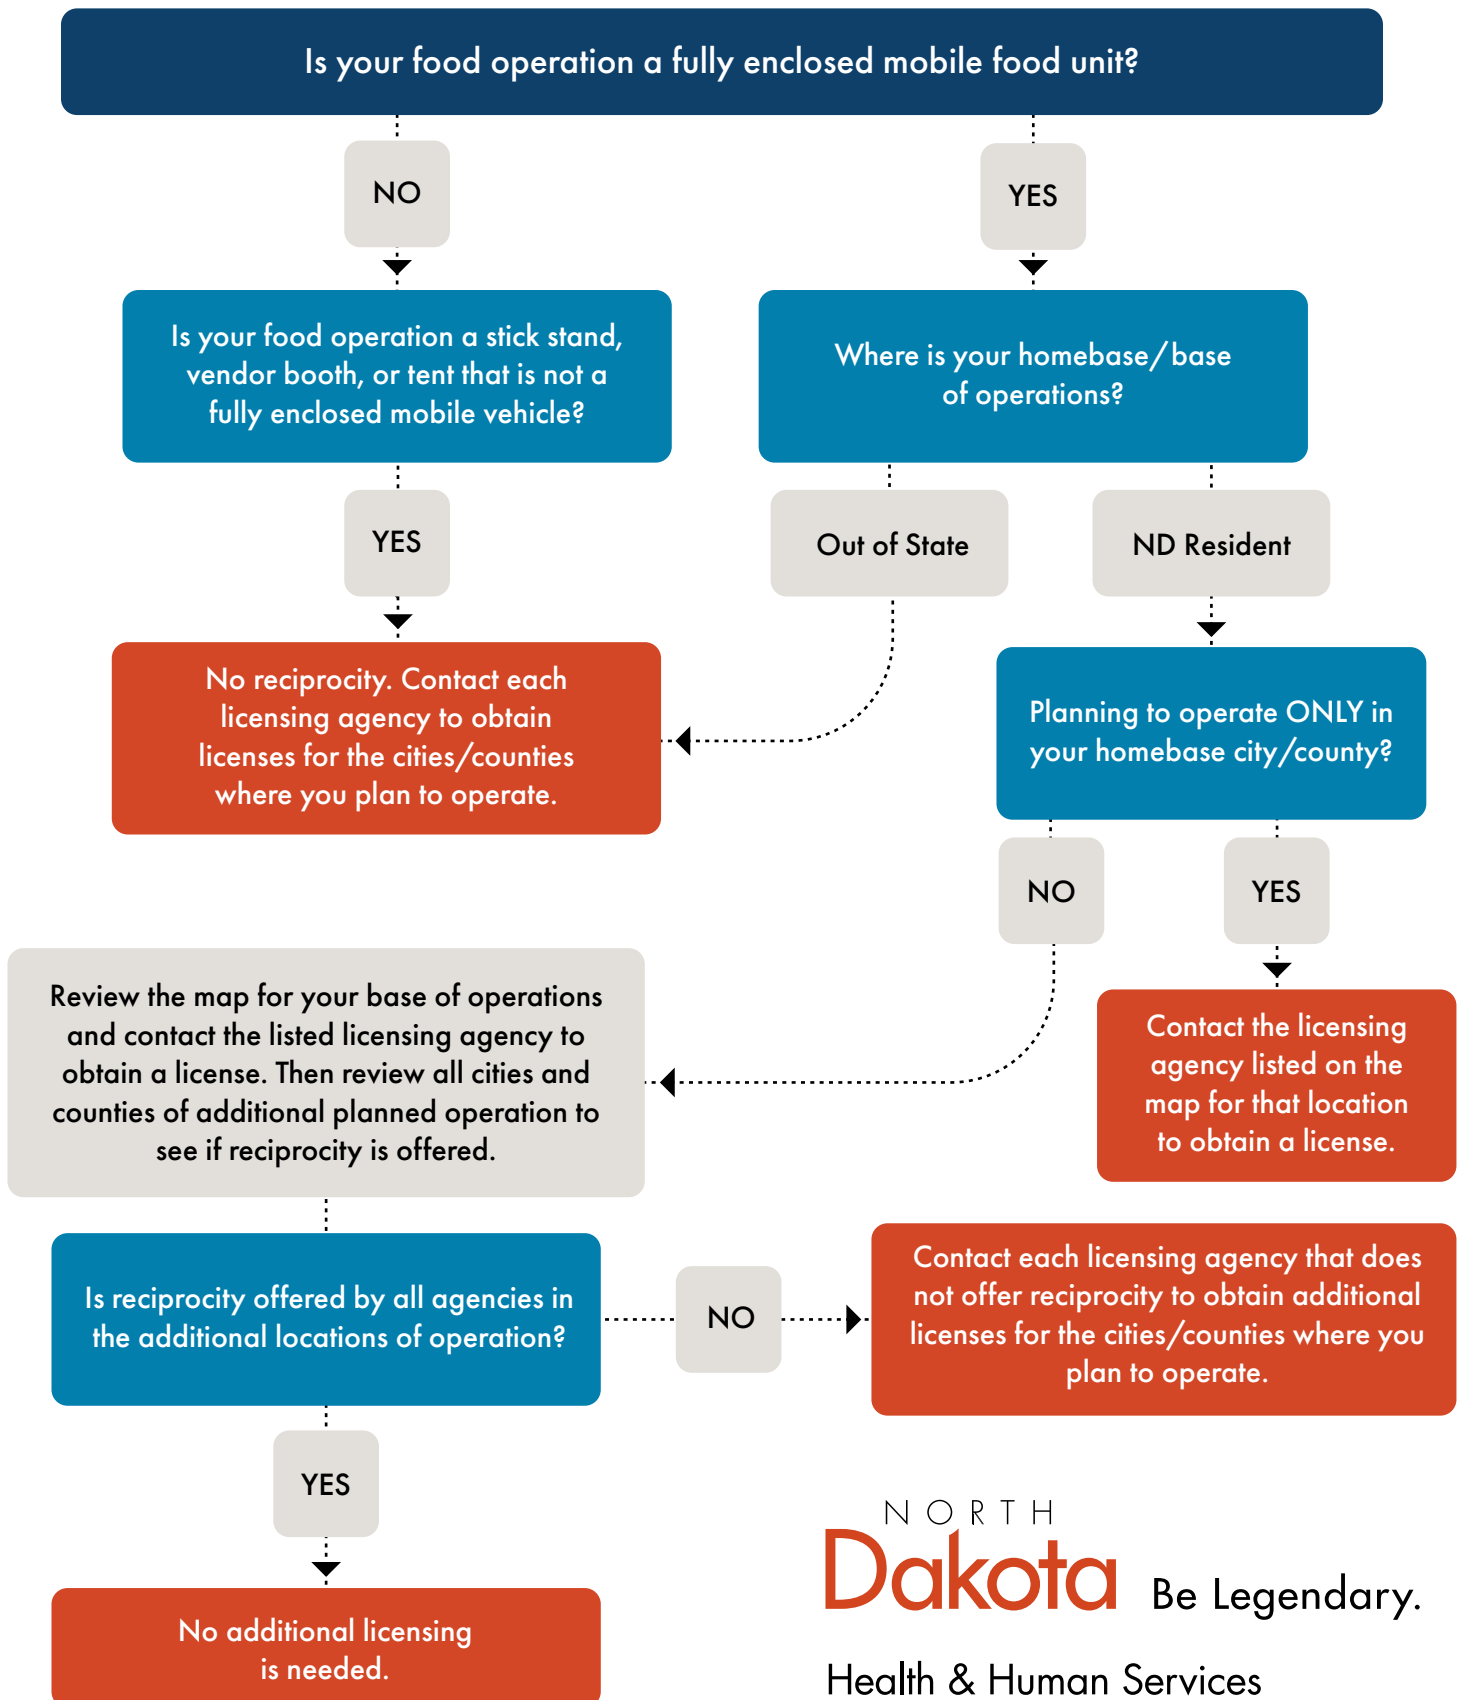 Is your food operation a fully enclosed mobile food unit?
NO
YES
Is your food operation a stick stand,
vendor booth, or tent that is not a
fully enclosed mobile vehicle?
Where is your homebase/base
of operations?
YES
Out of State
ND Resident
No reciprocity. Contact each
licensing agency to obtain
licenses for the cities/counties
where you plan to operate.
Planning to operate ONLY in
your homebase city/county?
NO
YES
Review the map for your base of operations
and contact the listed licensing agency to
obtain a license. Then review all cities and
counties of additional planned operation to
see if reciprocity is offered.
Contact the licensing
agency listed on the
map for that location
to obtain a license.
Is reciprocity offered by all agencies in
the additional locations of operation?
NO
Contact each licensing agency that does
not offer reciprocity to obtain additional
licenses for the cities/counties where you
plan to operate.
YES
No additional licensing
is needed.
NORTH
Dakota
Be Legendary.
Health & Human Services